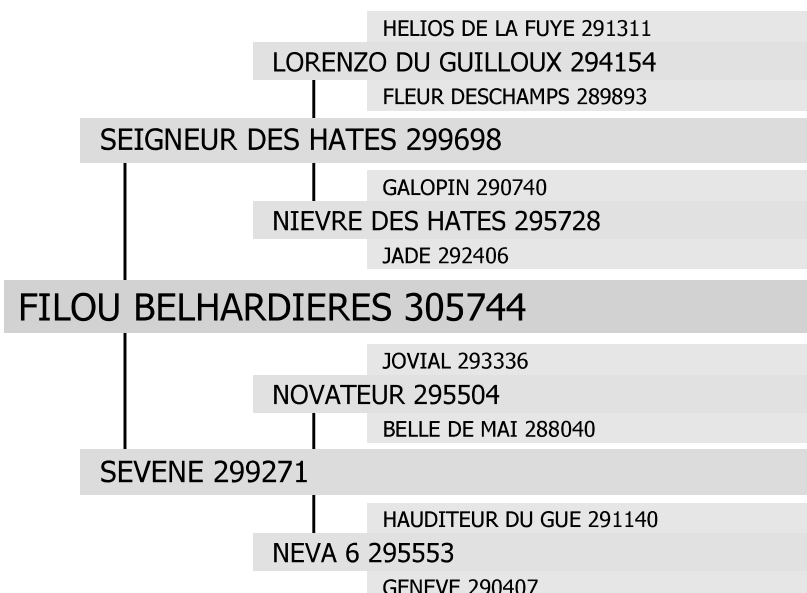 HELIOS DE LA FUYE 291311
LORENZO DU GUILLOUX 294154
FLEUR DESCHAMPS 289893
SEIGNEUR DES HATES 299698
GALOPIN 290740
NIEVRE DES HATES 295728
JADE 292406
FILOU BELHARDIERES 305744
JOVIAL 293336
NOVATEUR 295504
BELLE DE MAI 288040
SEVENE 299271
HAUDITEUR DU GUE 291140
NEVA 6 295553
GENEVE 290407